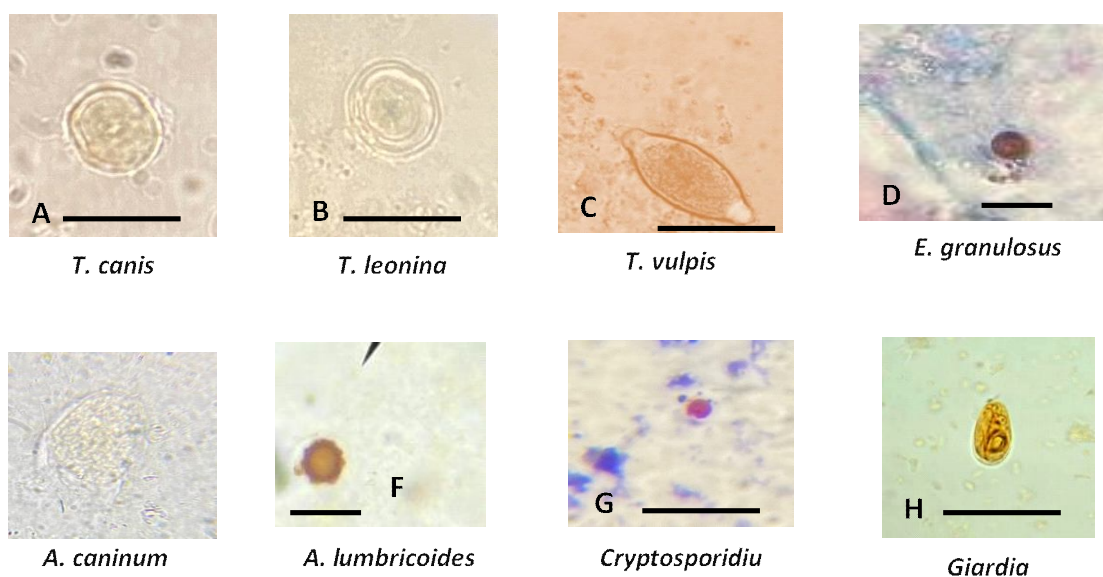 A
B
C
D
T. canis
T. leonina
T. vulpis
E. granulosus
F
G
H
A. caninum
A. lumbricoides
Cryptosporidiu
Giardia